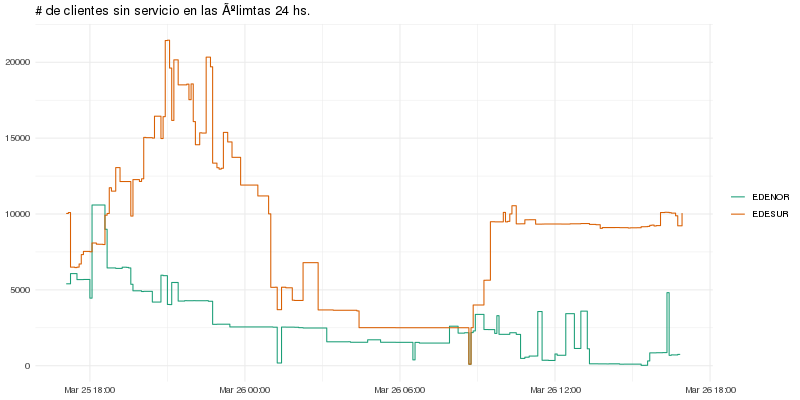 # de clientes sin servicio en las Ãºlimtas 24 hs.
20000
15000
10000
5000
0
Mar 25 18:00
Mar 26 00:00
Mar 26 06:00
Mar 26 12:00
Mar 26 18:00
EDENOR
EDESUR